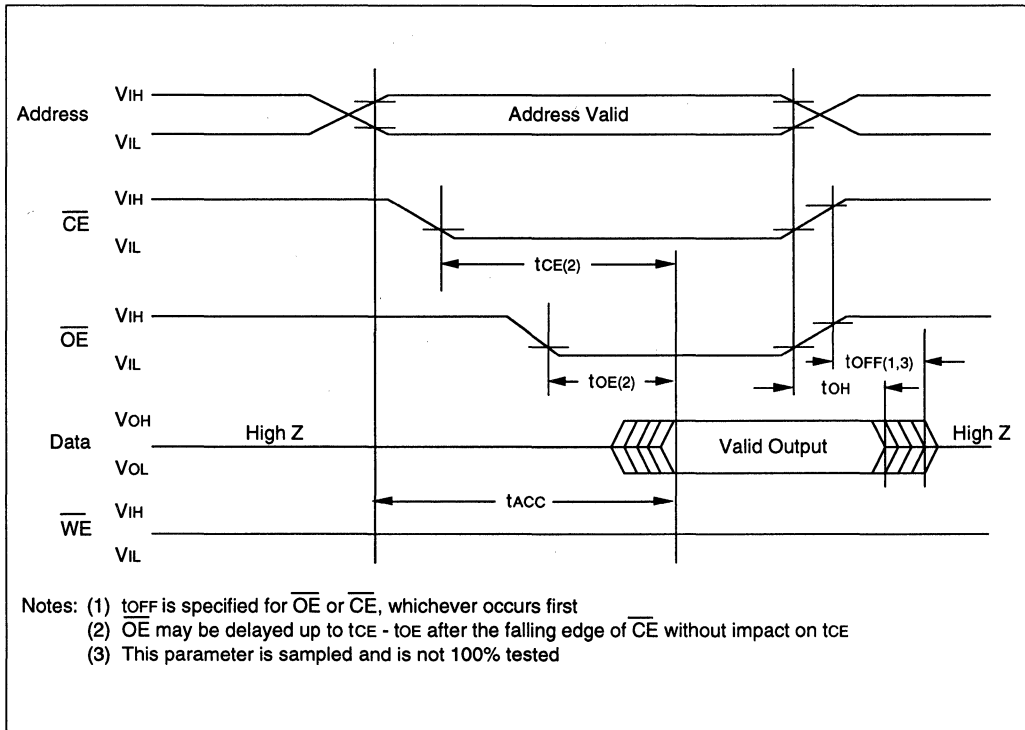 VIH
Address
Address Valid
VIL
VIH
CE
VIL
tCE(2)
VIH
OE
VIL
tOFF(1,3)
tOE(2)
tOH
VOH
Data
High Z
Valid Output
High Z
VOL
tACC
VIH
WE
VIL
Notes: (1) tOFF is specified for OE or CE, whichever occurs first
(2) OE may be delayed up to tCE - tOE after the falling edge of CE without impact on tCE
(3) This parameter is sampled and is not 100% tested